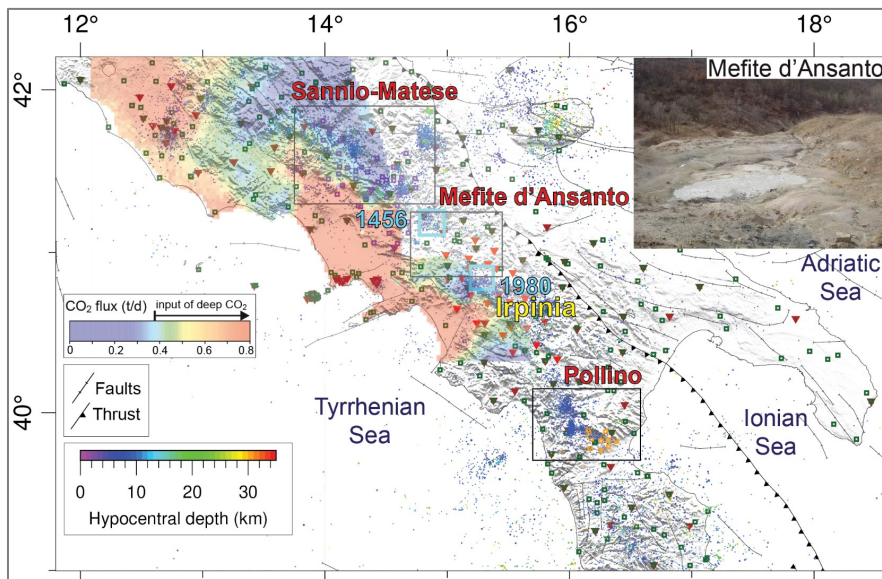 12° 14° 16° 18°
42°
40°
Mefite d'Ansanto
Sannio-Matese
Mefite d'Ansanto
1456
1980
Irpinia
Adriatic
Sea
CO₂ flux (t/d)
input of deep CO₂
0 0.2 0.4 0.6 0.8
Faults
Thrust
Tyrrhenian
Sea
Pollino
Ionian
Sea
0 10 20 30
Hypocentral depth (km)